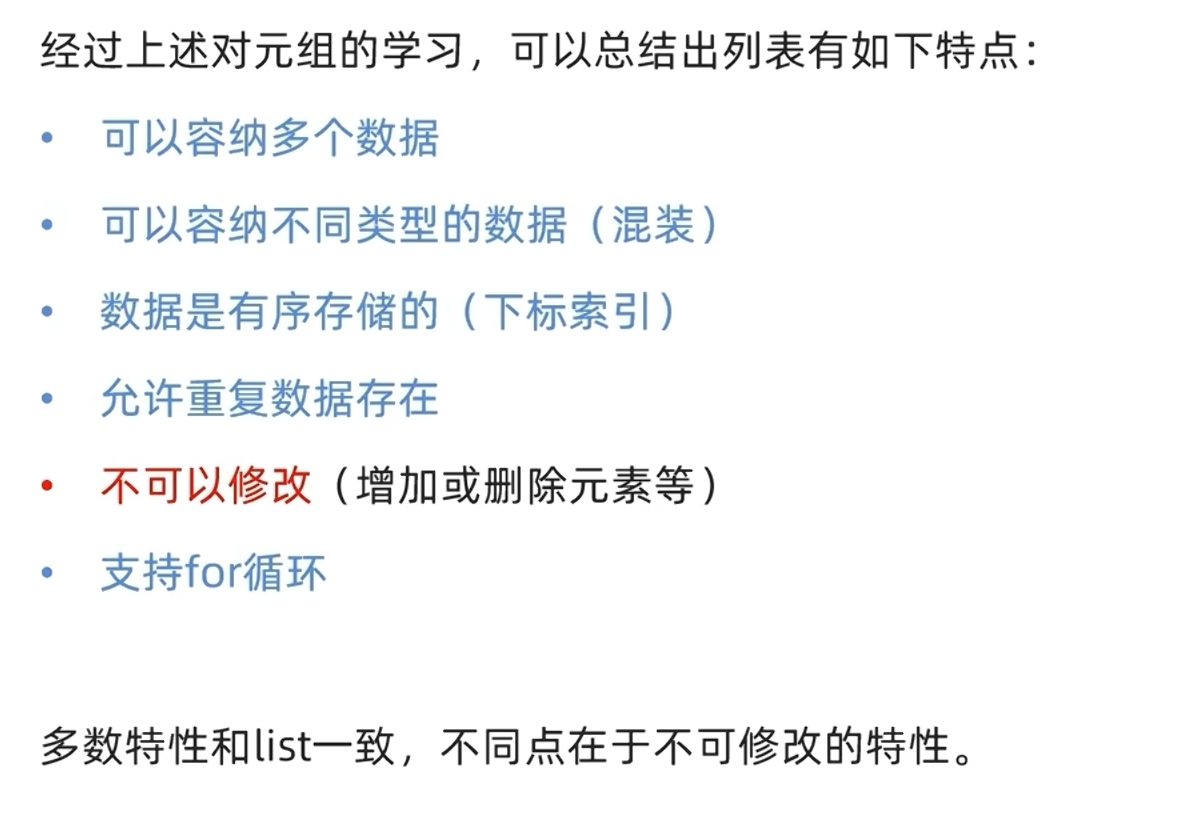 经过上述对元组的学习，可以总结出列表有如下特点：
• 可以容纳多个数据
• 可以容纳不同类型的数据（混装）
• 数据是有序存储的（下标索引）
• 允许重复数据存在
• 不可以修改（增加或删除元素等）
• 支持for循环
多数特性和list一致，不同点在于不可修改的特性。